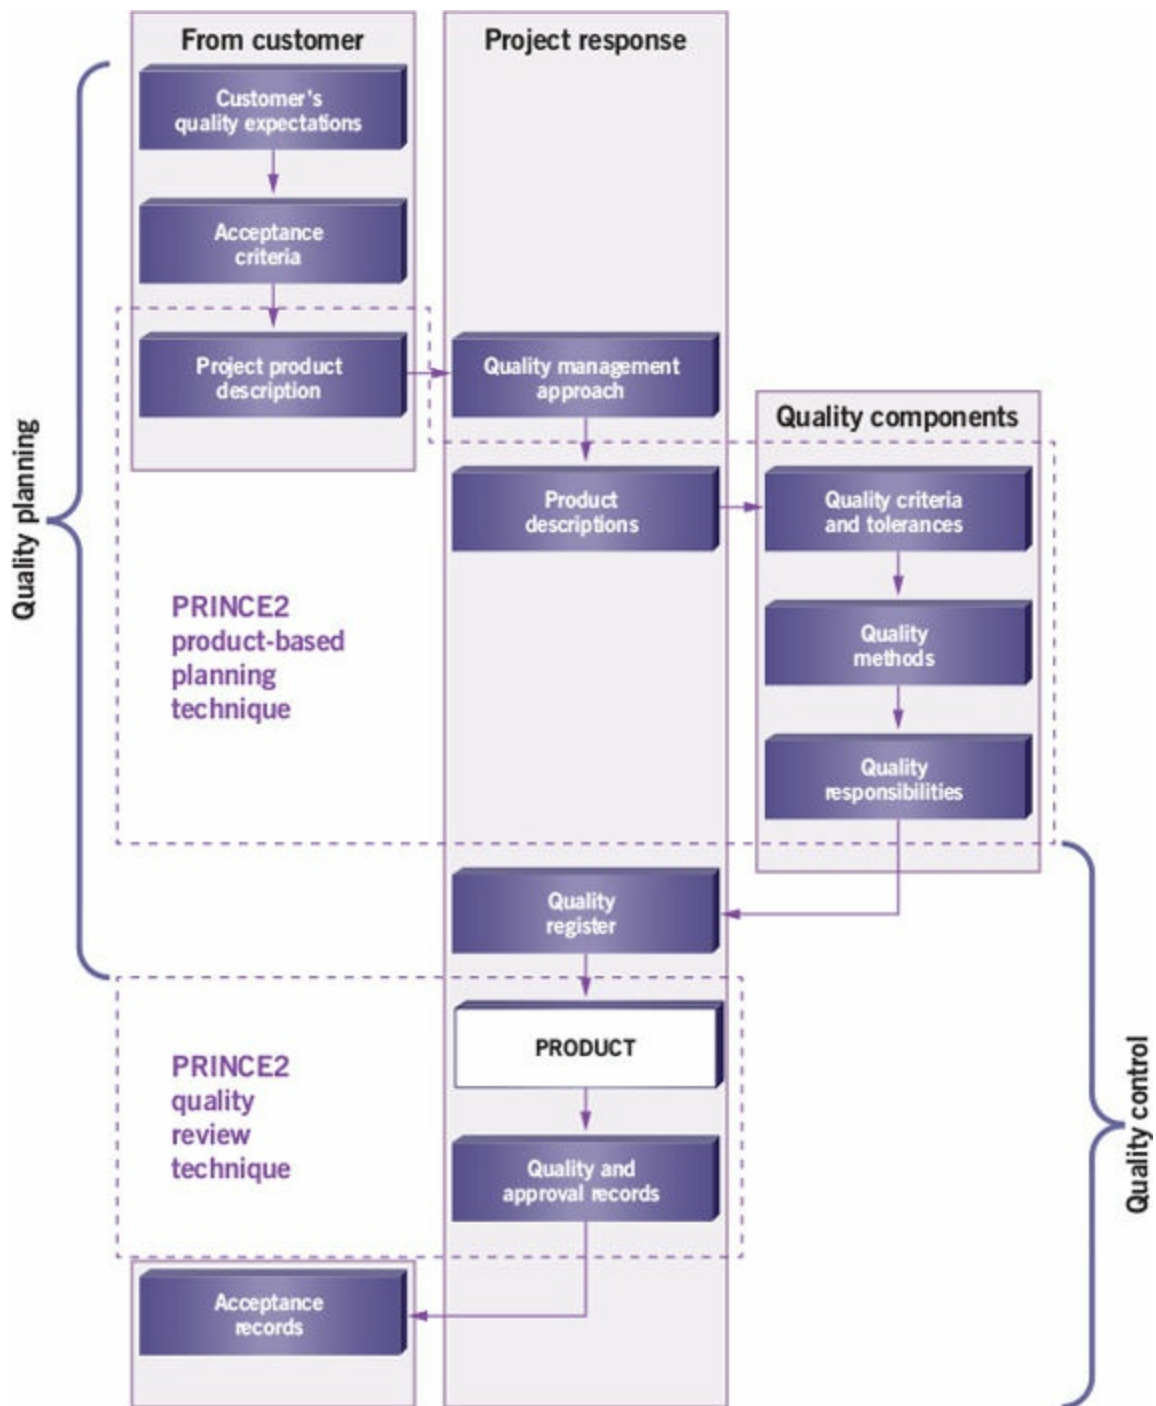 From customer
Project response
Customer's
quality expectations
Acceptance
criteria
Project product
description
Quality management
approach
Quality components
Product
descriptions
Quality criteria
and tolerances
Quality planning
PRINCE2
product-based
planning
technique
Quality
methods
Quality
responsibilities
Quality
register
PRODUCT
PRINCE2
quality
review
technique
Quality and
approval records
Quality control
Acceptance
records